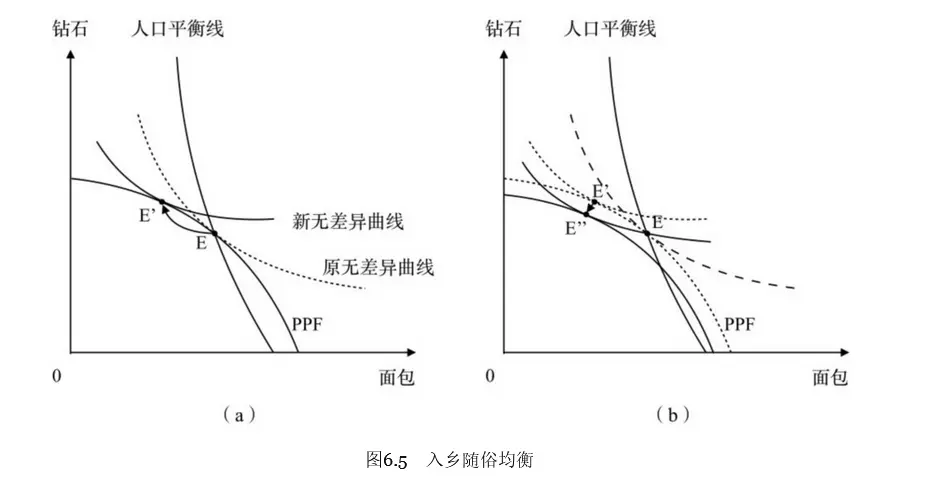 钻石 人口平衡线
E’
E
新无差异曲线
原无差异曲线
PPF
0 面包
（a）
钻石 人口平衡线
E’
E’’
E
PPF
0 面包
（b）
图6.5 入乡随俗均衡